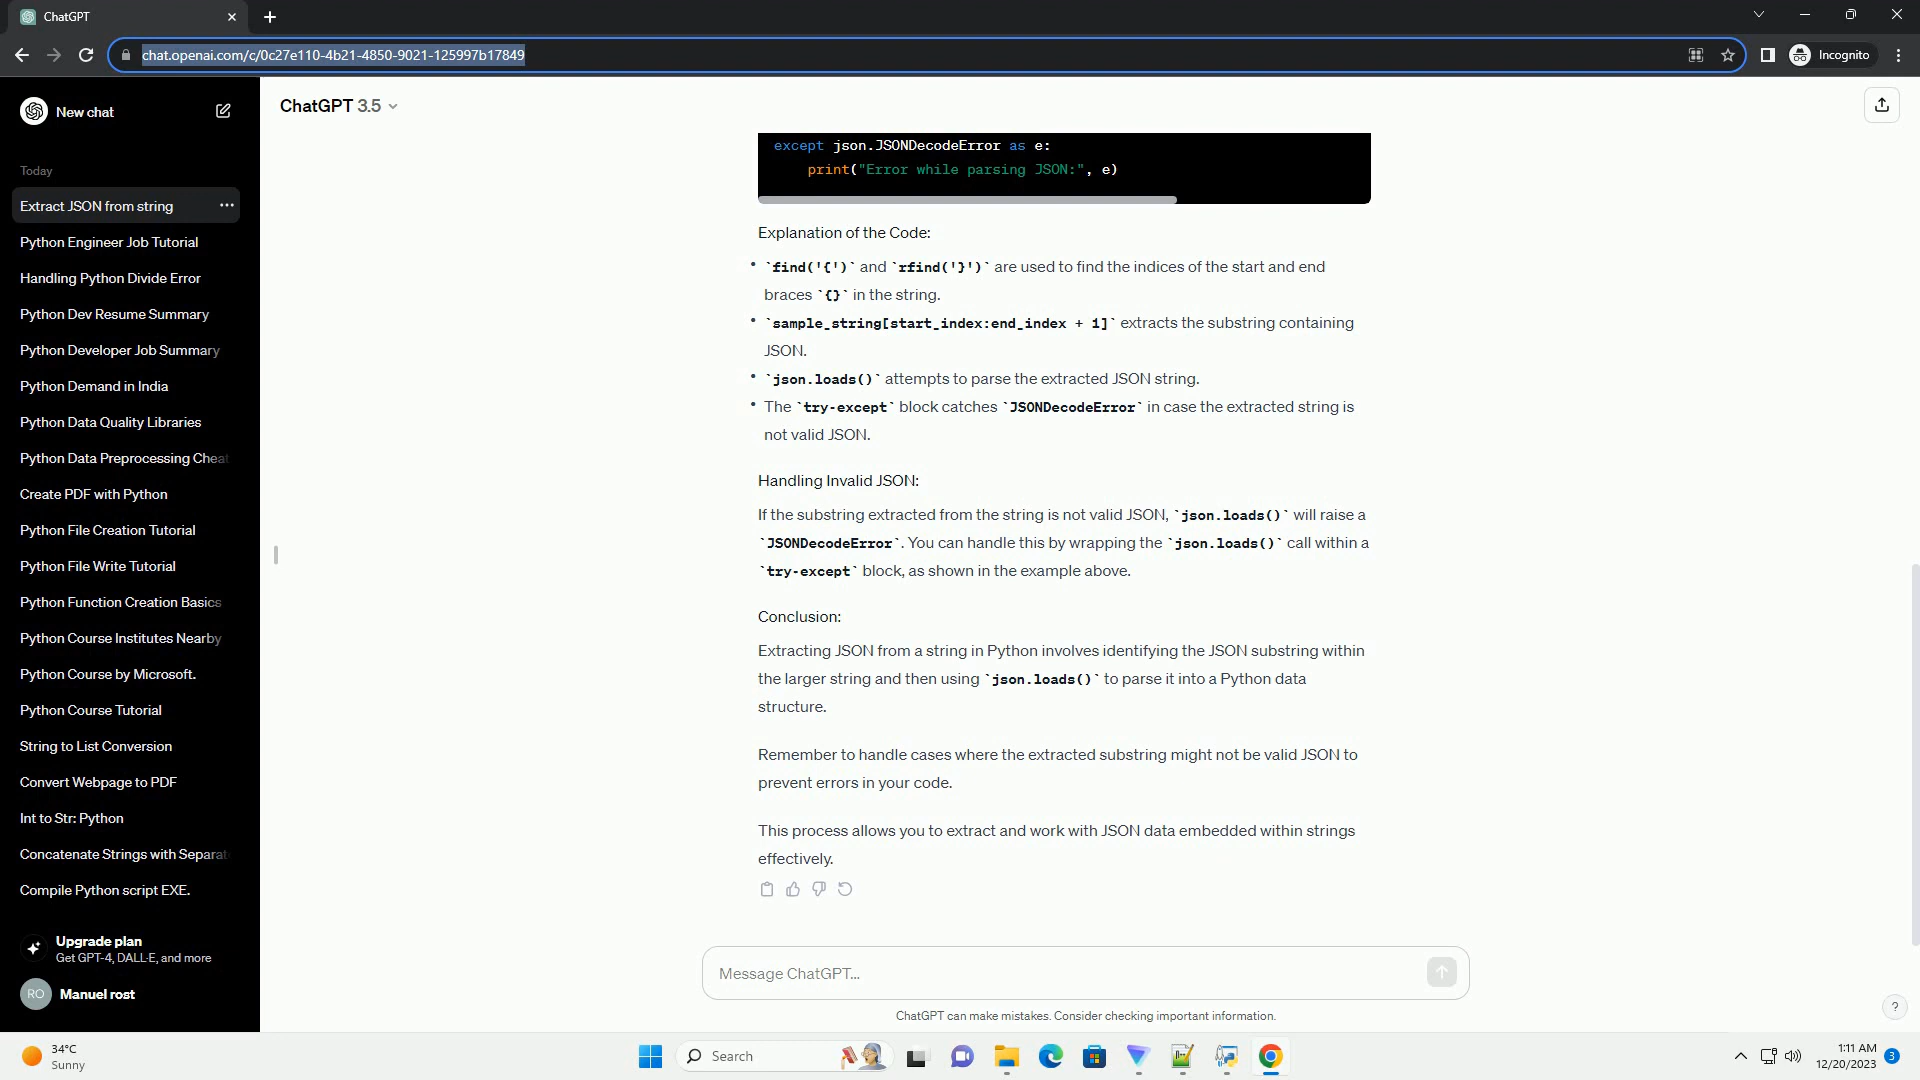 ChatGPT
chat.openai.com/c/0c27e110-4b21-4850-9021-125997b17849
Incognito
New chat
ChatGPT 3.5
Today
Extract JSON from string
Python Engineer Job Tutorial
Handling Python Divide Error
Python Dev Resume Summary
Python Developer Job Summary
Python Demand in India
Python Data Quality Libraries
Python Data Preprocessing Cheat
Create PDF with Python
Python File Creation Tutorial
Python File Write Tutorial
Python Function Creation Basics
Python Course Institutes Nearby
Python Course by Microsoft.
Python Course Tutorial
String to List Conversion
Convert Webpage to PDF
Int to Str: Python
Concatenate Strings with Separat
Compile Python script EXE.
Upgrade plan
Get GPT-4, DALL·E, and more
RO
Manuel rost
except json.JSONDecodeError as e:
print("Error while parsing JSON:", e)
Explanation of the Code:
• `find('{')` and `rfind('}')` are used to find the indices of the start and end
braces `{}` in the string.
• `sample_string[start_index:end_index + 1]` extracts the substring containing
JSON.
• `json.loads()` attempts to parse the extracted JSON string.
• The `try-except` block catches `JSONDecodeError` in case the extracted string is
not valid JSON.
Handling Invalid JSON:
If the substring extracted from the string is not valid JSON, `json.loads()` will raise a
`JSONDecodeError`. You can handle this by wrapping the `json.loads()` call within a
`try-except` block, as shown in the example above.
Conclusion:
Extracting JSON from a string in Python involves identifying the JSON substring within
the larger string and then using `json.loads()` to parse it into a Python data
structure.
Remember to handle cases where the extracted substring might not be valid JSON to
prevent errors in your code.
This process allows you to extract and work with JSON data embedded within strings
effectively.
Message ChatGPT...
ChatGPT can make mistakes. Consider checking important information.
?
34°C
Sunny
Search
1:11 AM
12/20/2023
3